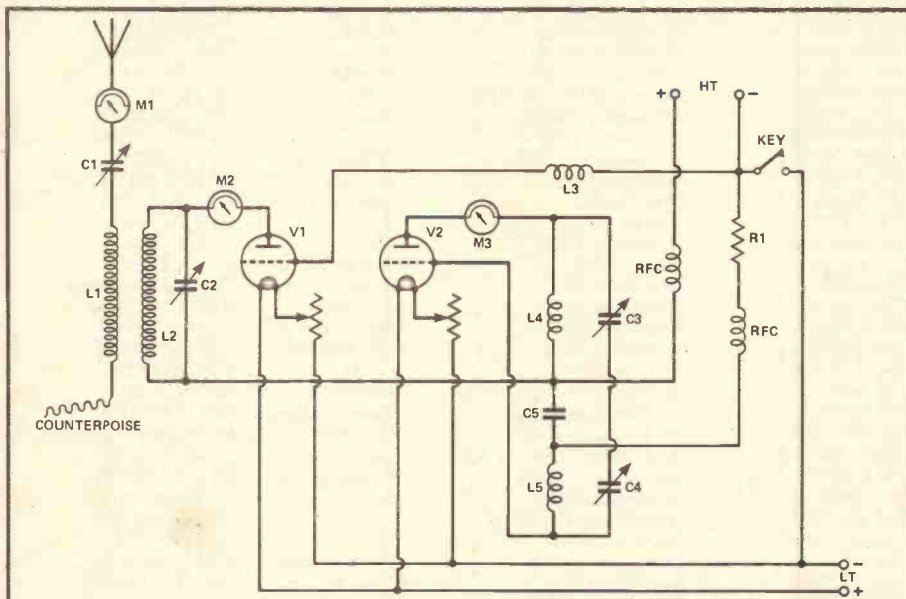 M1
+ HT -
KEY
C1
M2
L3
V1
V2
M3
R1
RFC
L1
C2
L4
C3
RFC
L2
C5
COUNTERPOISE
L5
C4
-
LT
+